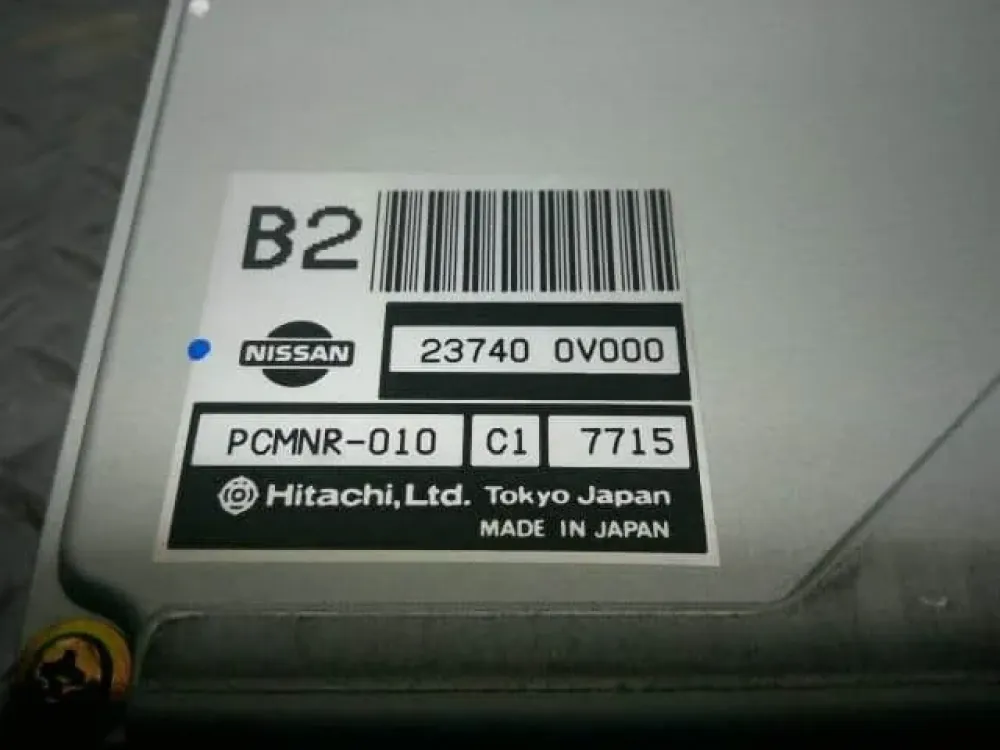 B2
NISSAN
23740 0V000
PCMNR-010 C1 7715
Hitachi, Ltd. Tokyo Japan
MADE IN JAPAN